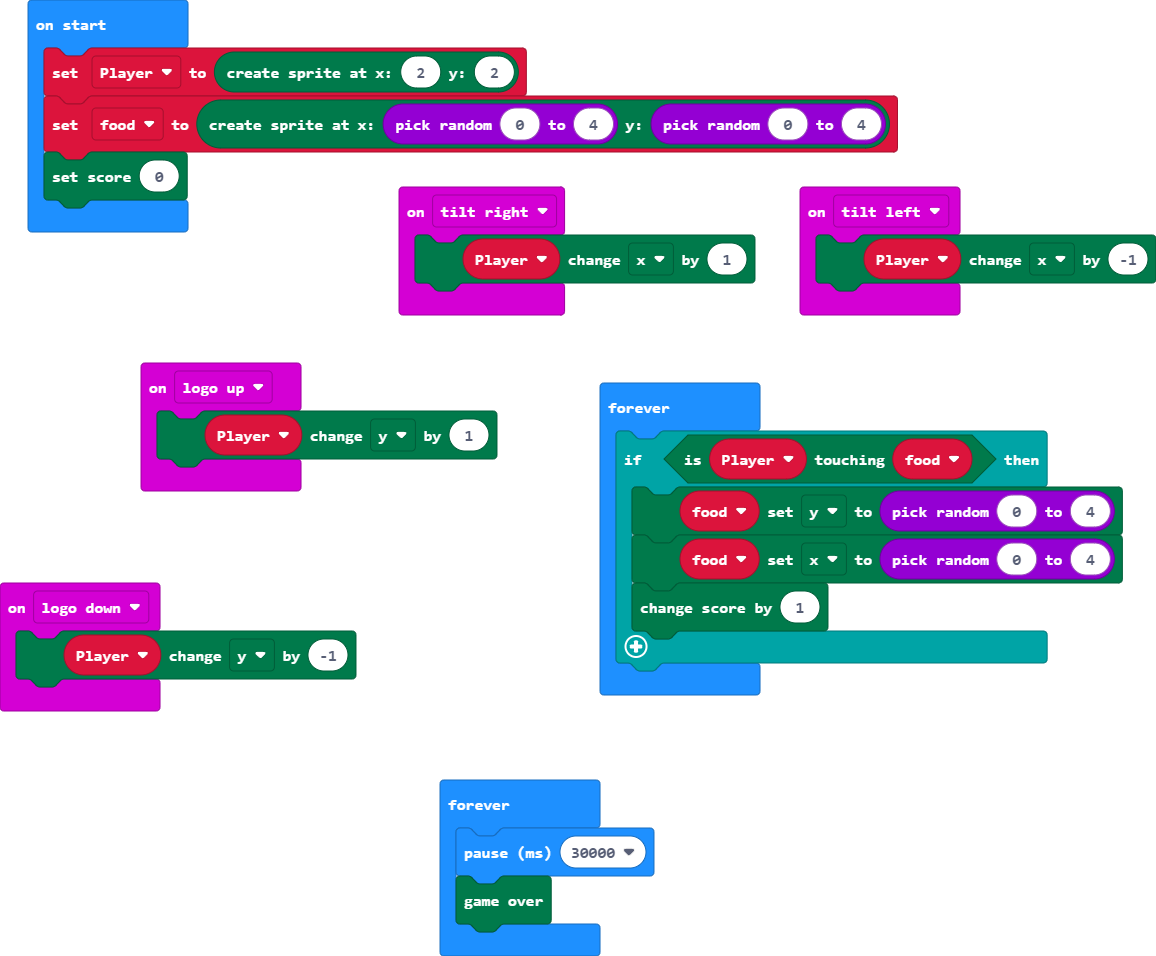 on start
set Player to create sprite at x: 2 y: 2
set food to create sprite at x: pick random 0 to 4 y: pick random 0 to 4
set score 0
on tilt right
Player change x by 1
on tilt left
Player change x by -1
on logo up
Player change y by 1
forever
if is Player touching food then
food set y to pick random 0 to 4
food set x to pick random 0 to 4
change score by 1
on logo down
Player change y by -1
forever
pause (ms) 30000
game over